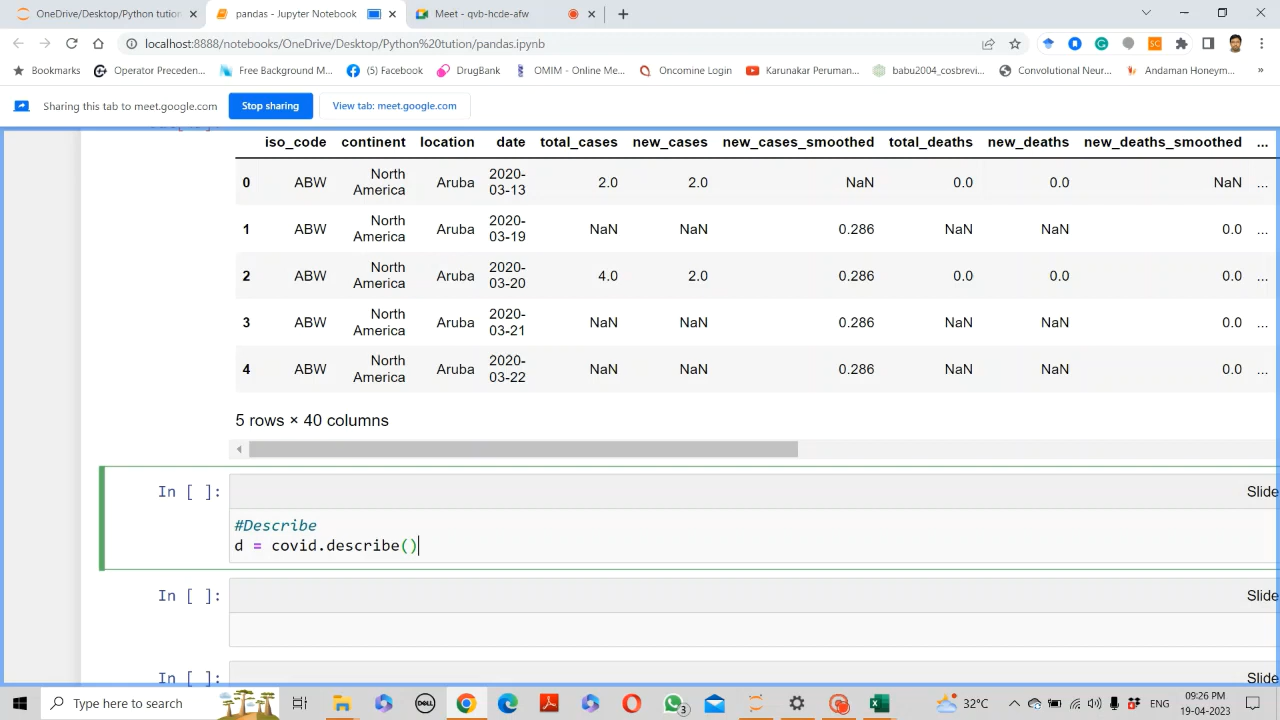 OneDrive/Desktop/Python tutior
pandas - Jupyter Notebook
Meet - qvb-hcde-afw
localhost:8888/notebooks/OneDrive/Desktop/Python%20tution/pandas.ipynb
Bookmarks
Operator Preceden...
Free Background M...
(5) Facebook
DrugBank
OMIM - Online Me...
Oncomine Login
Karunakar Peruman...
babu2004_cosbrevi...
Convolutional Neur...
Andaman Honeym...
»
Sharing this tab to meet.google.com
Stop sharing
View tab: meet.google.com
iso_code continent location date total_cases new_cases new_cases_smoothed total_deaths new_deaths new_deaths_smoothed ...
0 ABW North America Aruba 2020-03-13 2.0 2.0 NaN 0.0 0.0 NaN ...
1 ABW North America Aruba 2020-03-19 NaN NaN 0.286 NaN NaN 0.0 ...
2 ABW North America Aruba 2020-03-20 4.0 2.0 0.286 0.0 0.0 0.0 ...
3 ABW North America Aruba 2020-03-21 NaN NaN 0.286 NaN NaN 0.0 ...
4 ABW North America Aruba 2020-03-22 NaN NaN 0.286 NaN NaN 0.0 ...
5 rows × 40 columns
In [ ]:
Slide
#Describe
d = covid.describe()
In [ ]:
Slide
In [ ]:
Slide
Type here to search
DELL
3
32°C
ENG
09:26 PM
19-04-2023